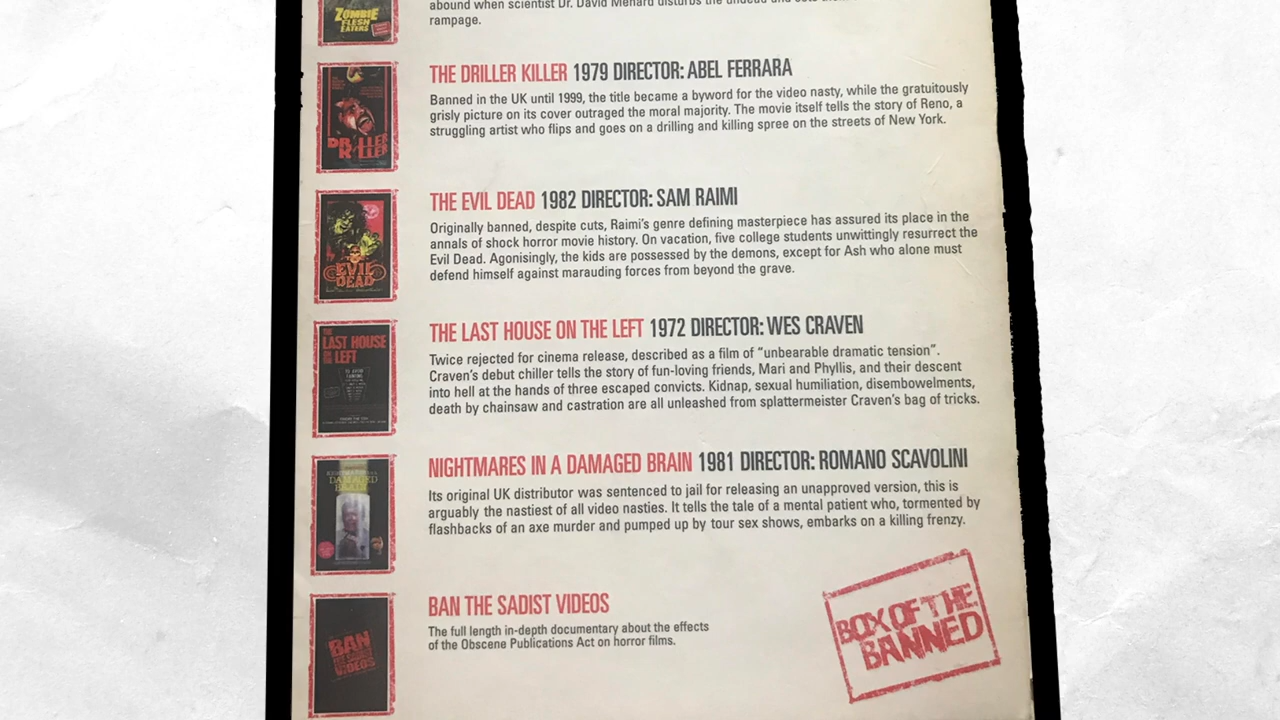 ZOMBIE
FLESH
EATERS
abound when scientist Dr. David Menard disturbs the undead and
rampage.
THE DRILLER KILLER 1979 DIRECTOR: ABEL FERRARA
Banned in the UK until 1999, the title became a byword for the video nasty, while the gratuitously
grisly picture on its cover outraged the moral majority. The movie itself tells the story of Reno, a
struggling artist who flips and goes on a drilling and killing spree on the streets of New York.
DRILLER
KILLER
THE EVIL DEAD 1982 DIRECTOR: SAM RAIMI
Originally banned, despite cuts, Raimi's genre defining masterpiece has assured its place in the
annals of shock horror movie history. On vacation, five college students unwittingly resurrect the
Evil Dead. Agonisingly, the kids are possessed by the demons, except for Ash who alone must
defend himself against marauding forces from beyond the grave.
EVIL
DEAD
THE LAST HOUSE ON THE LEFT 1972 DIRECTOR: WES CRAVEN
Twice rejected for cinema release, described as a film of “unbearable dramatic tension”.
Craven's debut chiller tells the story of fun-loving friends, Mari and Phyllis, and their descent
into hell at the hands of three escaped convicts. Kidnap, sexual humiliation, disembowelments,
death by chainsaw and castration are all unleashed from splattermeister Craven's bag of tricks.
THE
LAST HOUSE
ON THE LEFT
NIGHTMARES IN A DAMAGED BRAIN 1981 DIRECTOR: ROMANO SCAVOLINI
Its original UK distributor was sentenced to jail for releasing an unapproved version, this is
arguably the nastiest of all video nasties. It tells the tale of a mental patient who, tormented by
flashbacks of an axe murder and pumped up by tour sex shows, embarks on a killing frenzy.
DAMAGED
BRAIN
BAN THE SADIST VIDEOS
The full length in-depth documentary about the effects
of the Obscene Publications Act on horror films.
BAN
THE SADIST
VIDEOS
BOX OF THE
BANNED